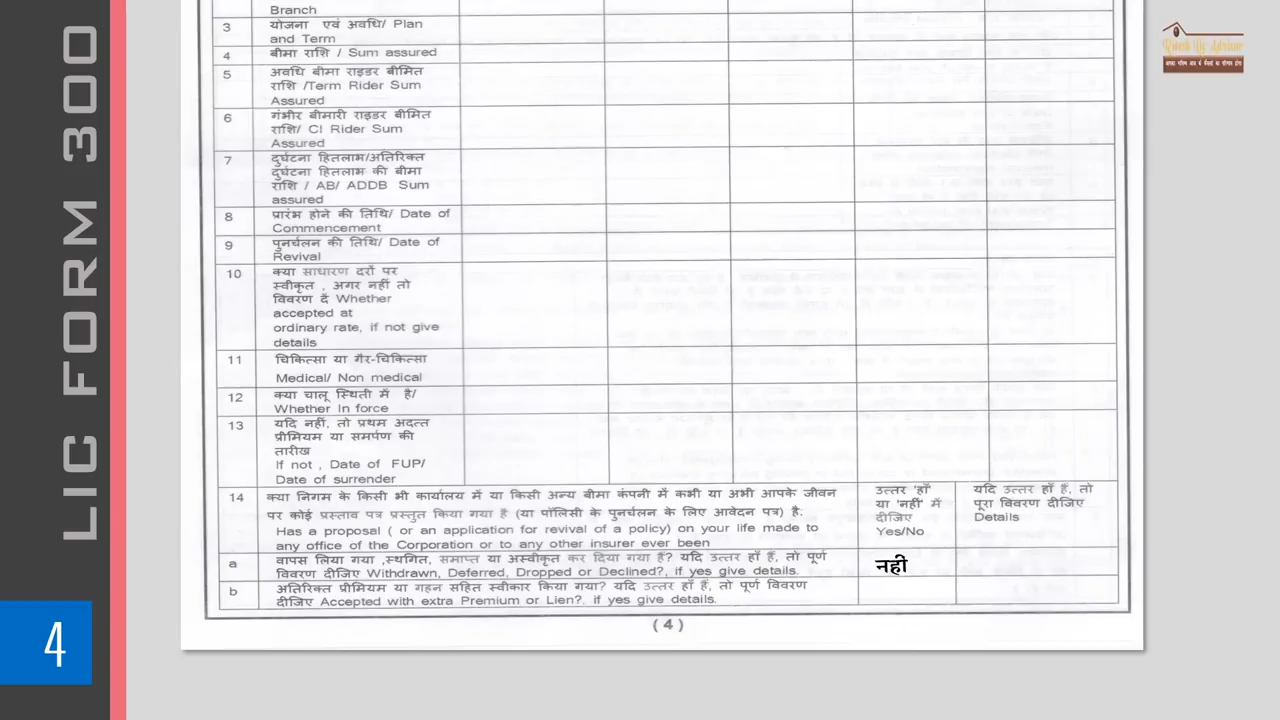 LIC FORM 300
4
Ritesh Lic Advisor
Branch
3
योजना एवं अवधि/ Plan
and Term
4
बीमा राशि / Sum assured
5
अवधि बीमा राइडर बीमित
राशि /Term Rider Sum
Assured
6
गंभीर बीमारी राइडर बीमित
राशि/ CI Rider Sum
Assured
7
दुर्घटना हितलाभ/अतिरिक्त
दुर्घटना हितलाभ की बीमा
राशि / AB/ ADDB Sum
assured
8
प्रारंभ होने की तिथि/ Date of
Commencement
9
पुनर्चलन की तिथि/ Date of
Revival
10
क्या साधारण दरों पर
स्वीकृत , अगर नहीं तो
विवरण दें Whether
accepted at
ordinary rate, if not give
details
11
चिकित्सा या गैर-चिकित्सा
Medical/ Non medical
12
क्या चालू स्थिती में है/
Whether In force
13
यदि नहीं, तो प्रथम अदत्त
प्रीमियम या समर्पण की
तारीख
If not , Date of FUP/
Date of surrender
14
क्या निगम के किसी भी कार्यालय में या किसी अन्य बीमा कंपनी में कभी या अभी आपके जीवन
पर कोई प्रस्ताव पत्र प्रस्तुत किया गया है (या पॉलिसी के पुनर्चलन के लिए आवेदन पत्र) है.
Has a proposal ( or an application for revival of a policy) on your life made to
any office of the Corporation or to any other insurer ever been
उत्तर 'हाँ'
या 'नहीं' में
दीजिए
Yes/No
यदि उत्तर हाँ हैं, तो
पूरा विवरण दीजिए
Details
a
वापस लिया गया ,स्थगित, समाप्त या अस्वीकृत कर दिया गया हैं? यदि उत्तर हाँ हैं, तो पूर्ण
विवरण दीजिए Withdrawn, Deferred, Dropped or Declined?, if yes give details.
नही
b
अतिरिक्त प्रीमियम या गहन सहित स्वीकार किया गया? यदि उत्तर हाँ हैं, तो पूर्ण विवरण
दीजिए Accepted with extra Premium or Lien?, if yes give details.
( 4 )